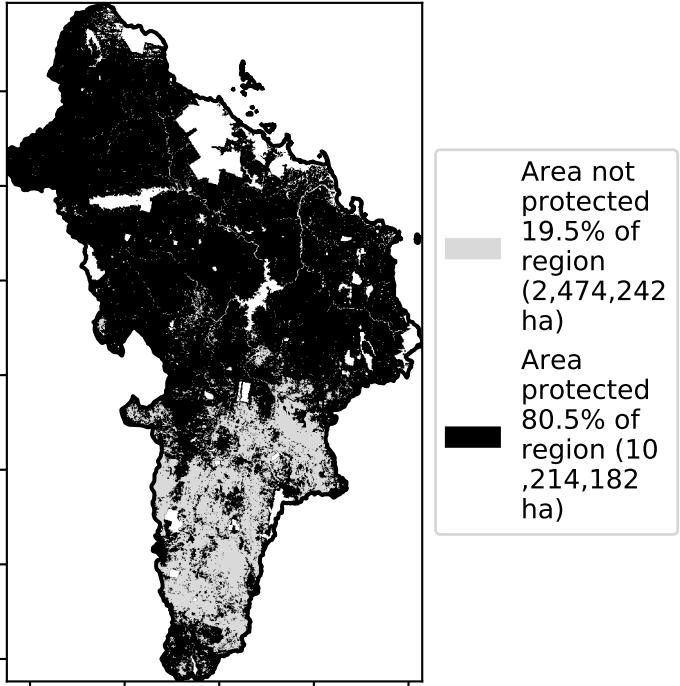 Area not
protected
19.5% of
region
(2,474,242
ha)
Area
protected
80.5% of
region (10
,214,182
ha)